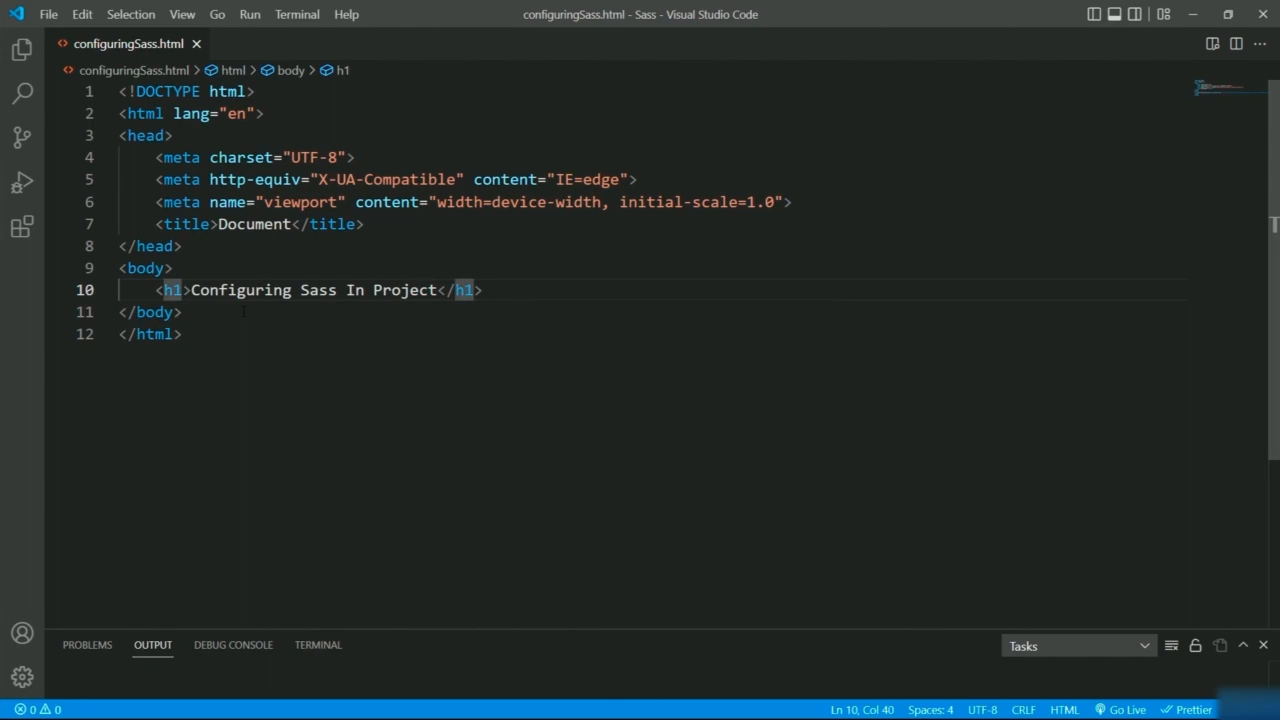 File Edit Selection View Go Run Terminal Help configuringSass.html - Sass - Visual Studio Code
configuringSass.html
configuringSass.html > html > body > h1
1 <!DOCTYPE html>
2 <html lang="en">
3 <head>
4     <meta charset="UTF-8">
5     <meta http-equiv="X-UA-Compatible" content="IE=edge">
6     <meta name="viewport" content="width=device-width, initial-scale=1.0">
7     <title>Document</title>
8 </head>
9 <body>
10     <h1>Configuring Sass In Project</h1>
11 </body>
12 </html>
PROBLEMS OUTPUT DEBUG CONSOLE TERMINAL Tasks
0 0 Ln 10, Col 40 Spaces: 4 UTF-8 CRLF HTML Go Live Prettier